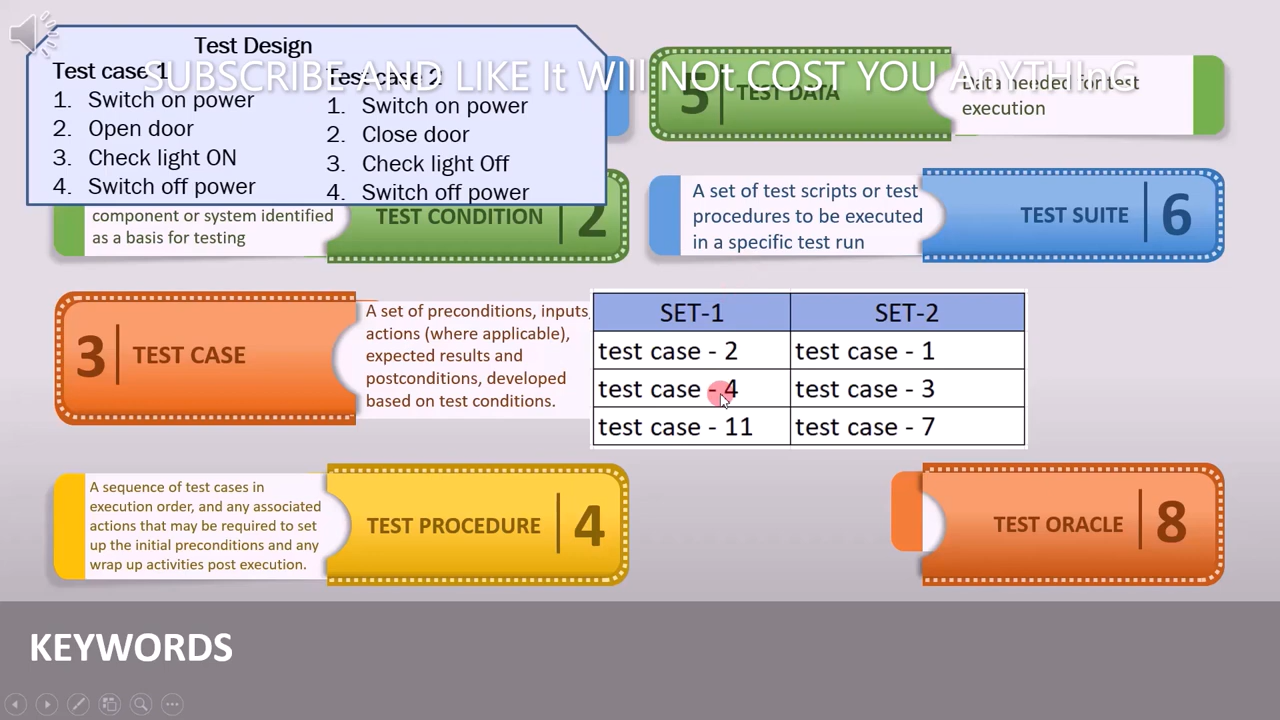 SUBSCRIBE AND LIKE It WIll NOt COST YOU AnYTHInG
Test Design
Test case 1
1. Switch on power
2. Open door
3. Check light ON
4. Switch off power
Test case 2
1. Switch on power
2. Close door
3. Check light Off
4. Switch off power
5
TEST DATA
Data needed for test
execution
component or system identified
as a basis for testing
TEST CONDITION
2
A set of test scripts or test
procedures to be executed
in a specific test run
TEST SUITE
6
3
TEST CASE
A set of preconditions, inputs,
actions (where applicable),
expected results and
postconditions, developed
based on test conditions.
SET-1 SET-2
test case - 2 test case - 1
test case - 4 test case - 3
test case - 11 test case - 7
A sequence of test cases in
execution order, and any associated
actions that may be required to set
up the initial preconditions and any
wrap up activities post execution.
TEST PROCEDURE
4
TEST ORACLE
8
KEYWORDS